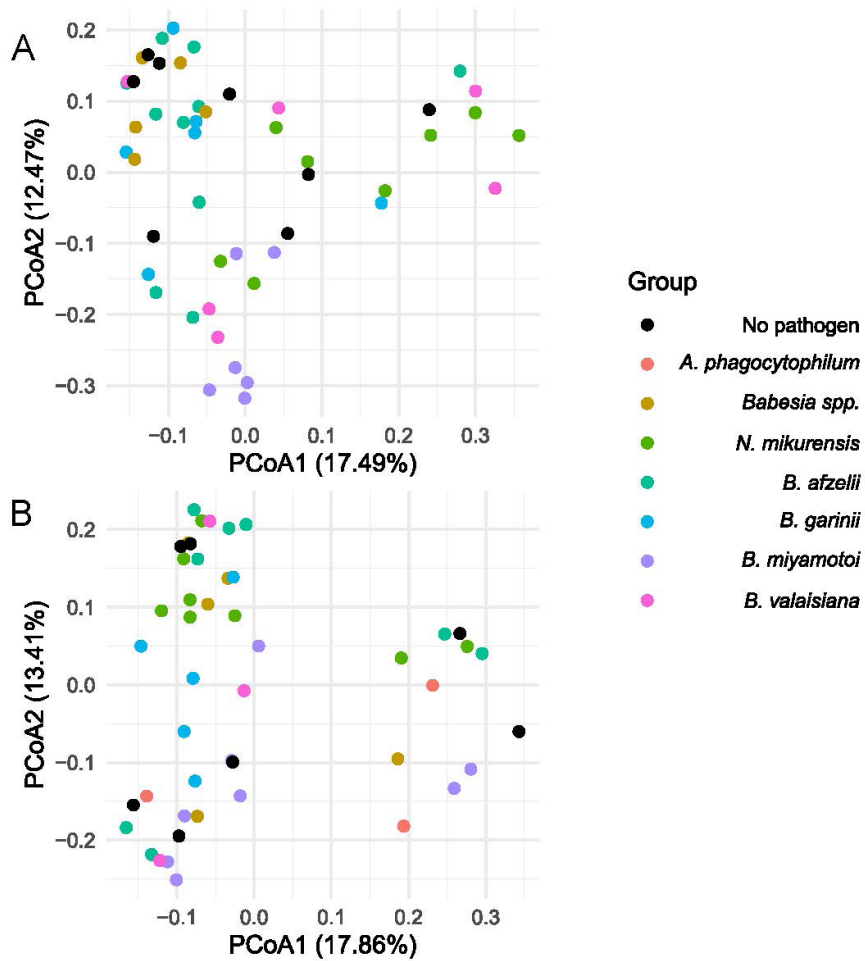 A
0.2
0.1
0.0
−0.1
−0.2
−0.3
PCoA2 (12.47%)
−0.1 0.0 0.1 0.2 0.3
PCoA1 (17.49%)
Group
No pathogen
A. phagocytophilum
Babesia spp.
N. mikurensis
B. afzelii
B. garinii
B. miyamotoi
B. valaisiana
B
0.2
0.1
0.0
−0.1
−0.2
PCoA2 (13.41%)
−0.1 0.0 0.1 0.2 0.3
PCoA1 (17.86%)